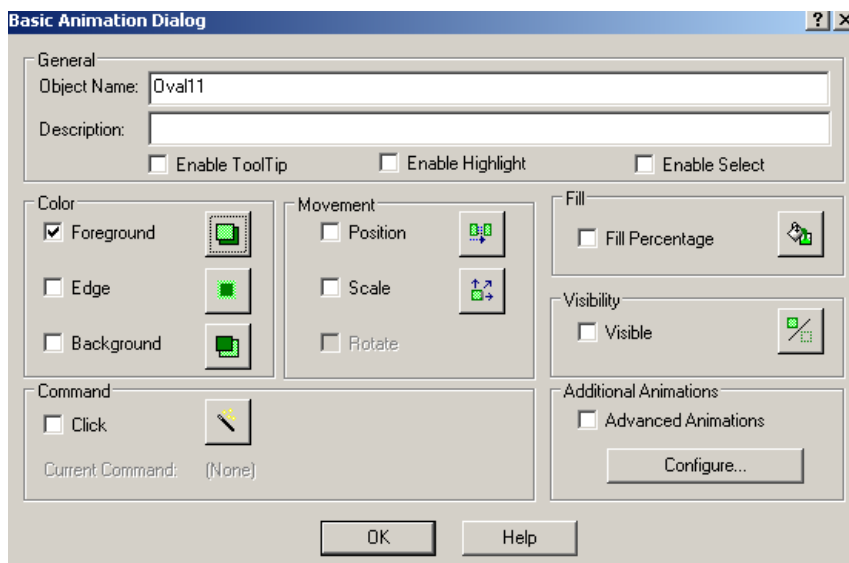 Basic Animation Dialog
General
Object Name: Oval11
Description:
Enable ToolTip Enable Highlight Enable Select
Color
Foreground
Edge
Background
Movement
Position
Scale
Rotate
Fill
Fill Percentage
Visibility
Visible
Command
Click
Current Command: (None)
Additional Animations
Advanced Animations
Configure...
OK Help